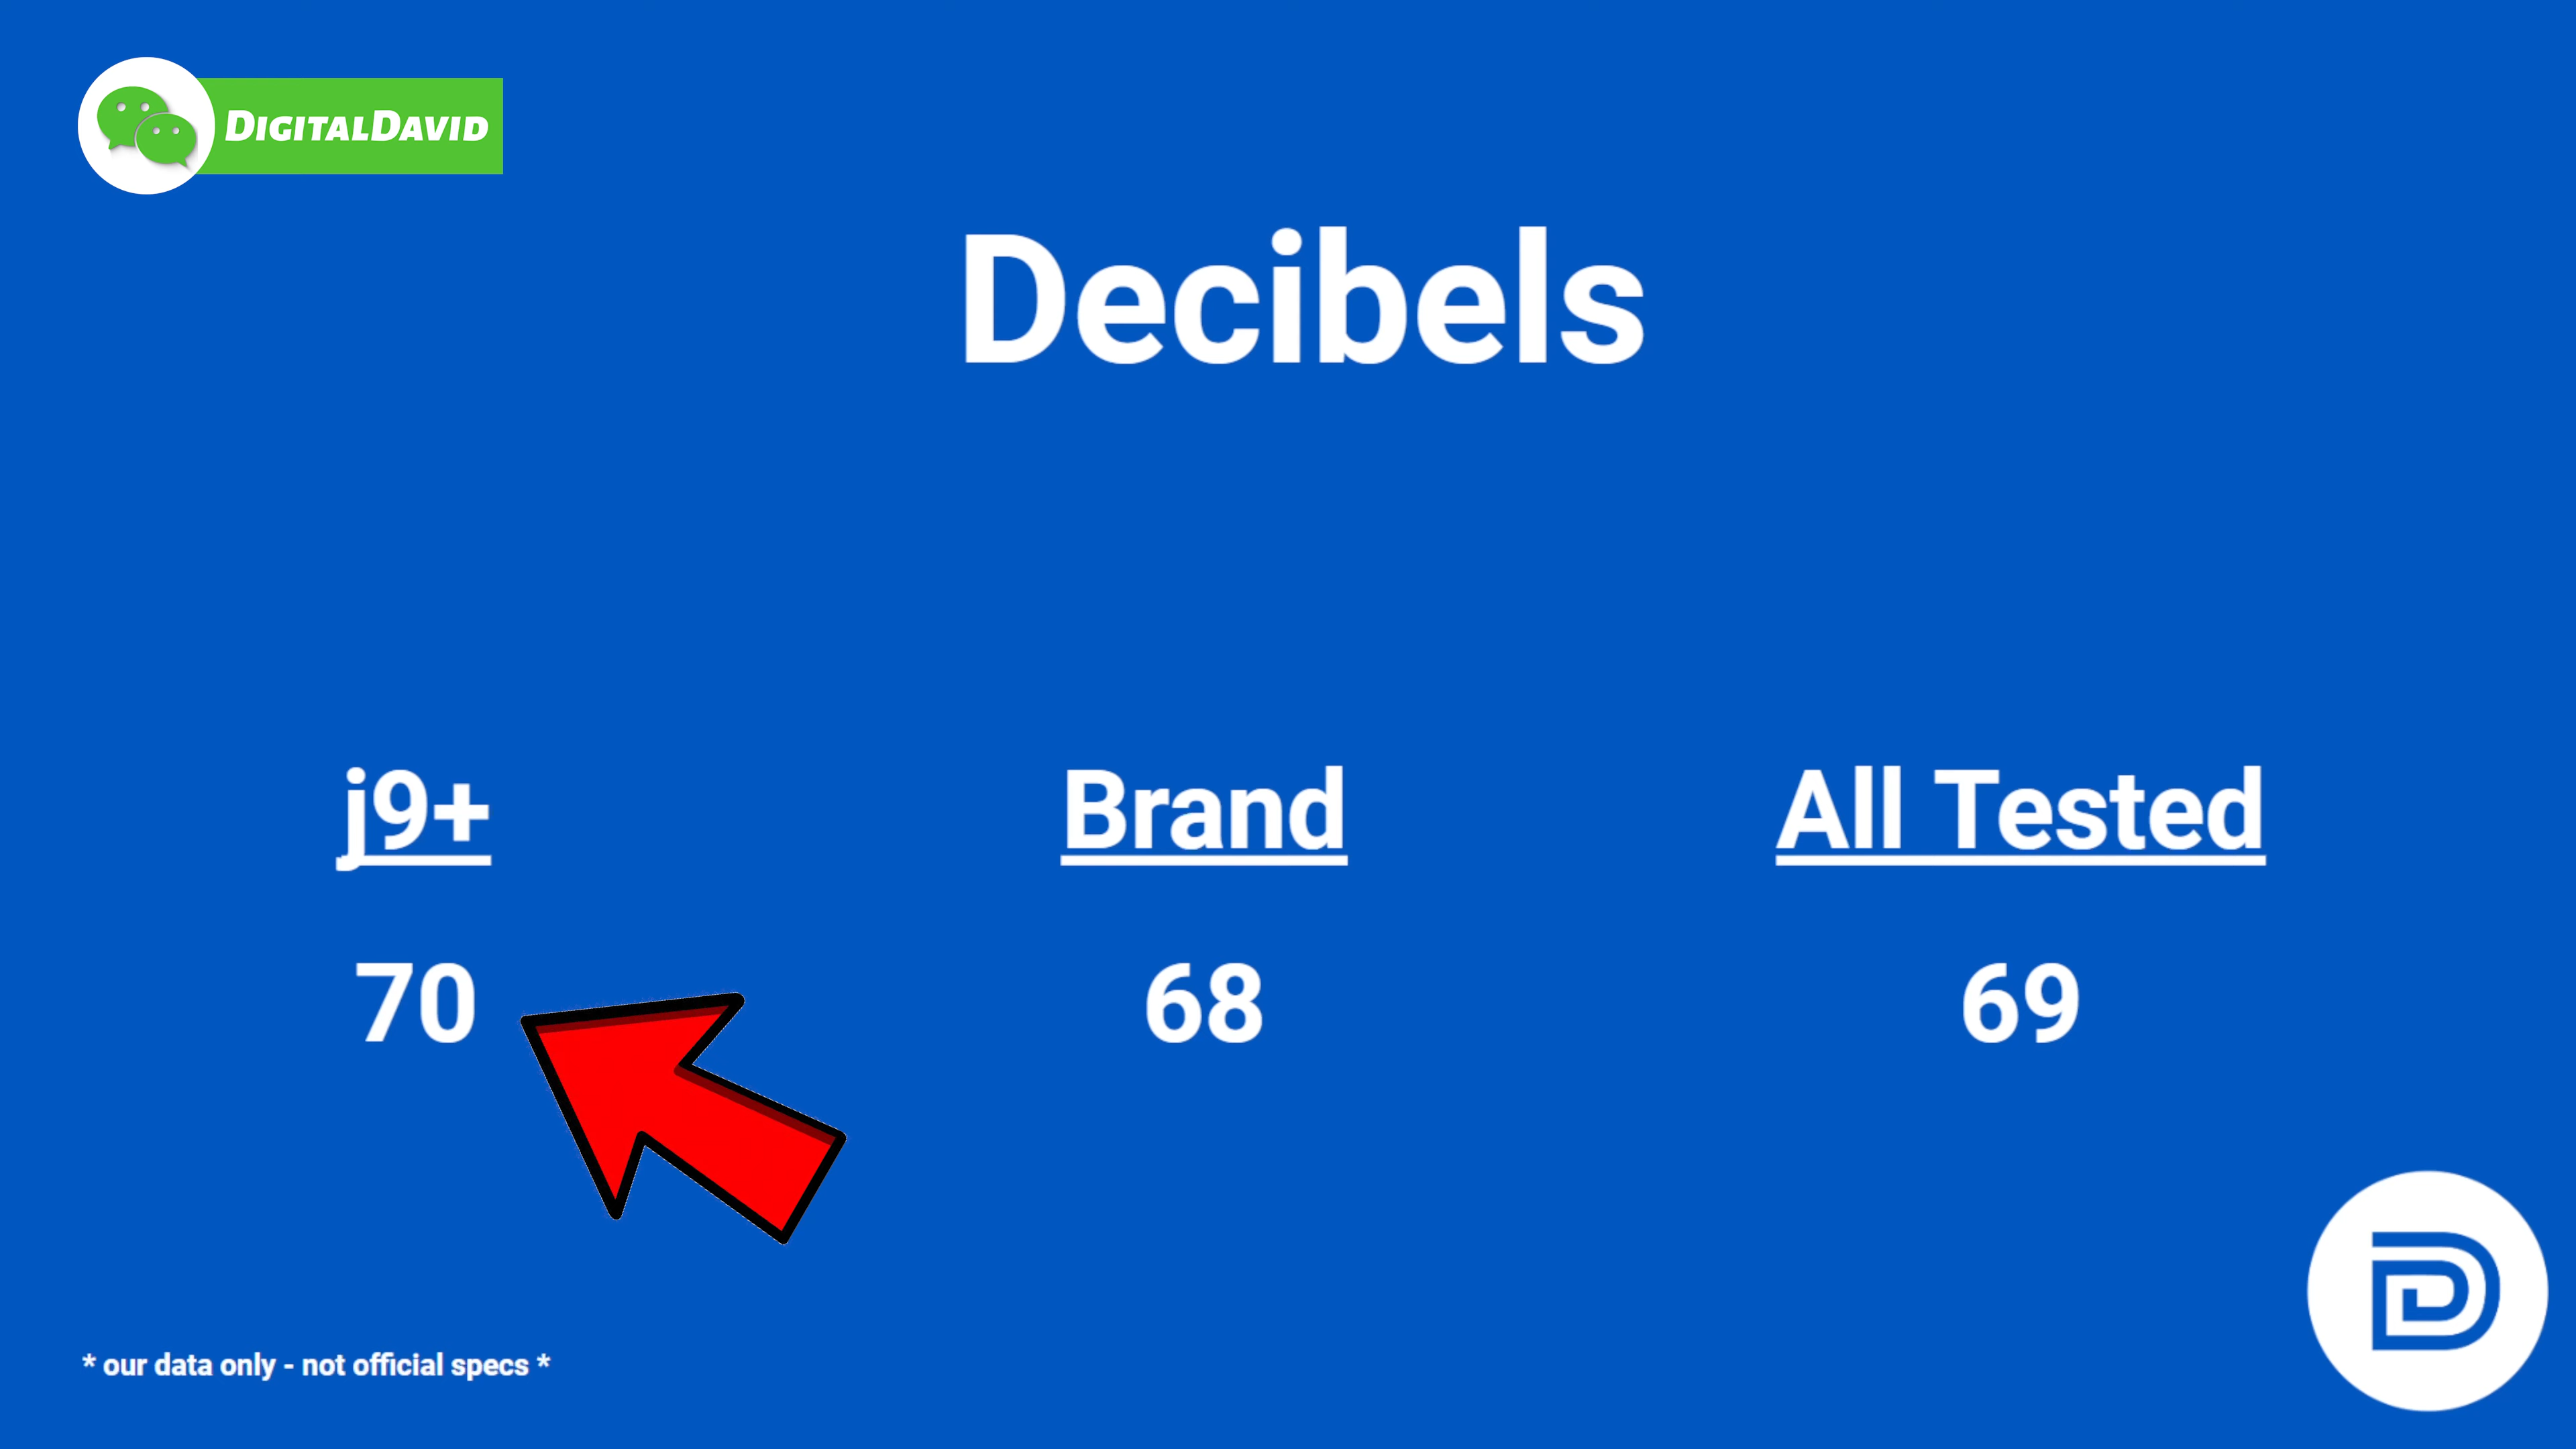 DIGITALDAVID
Decibels
j9+ Brand All Tested
70 68 69
* our data only - not official specs *